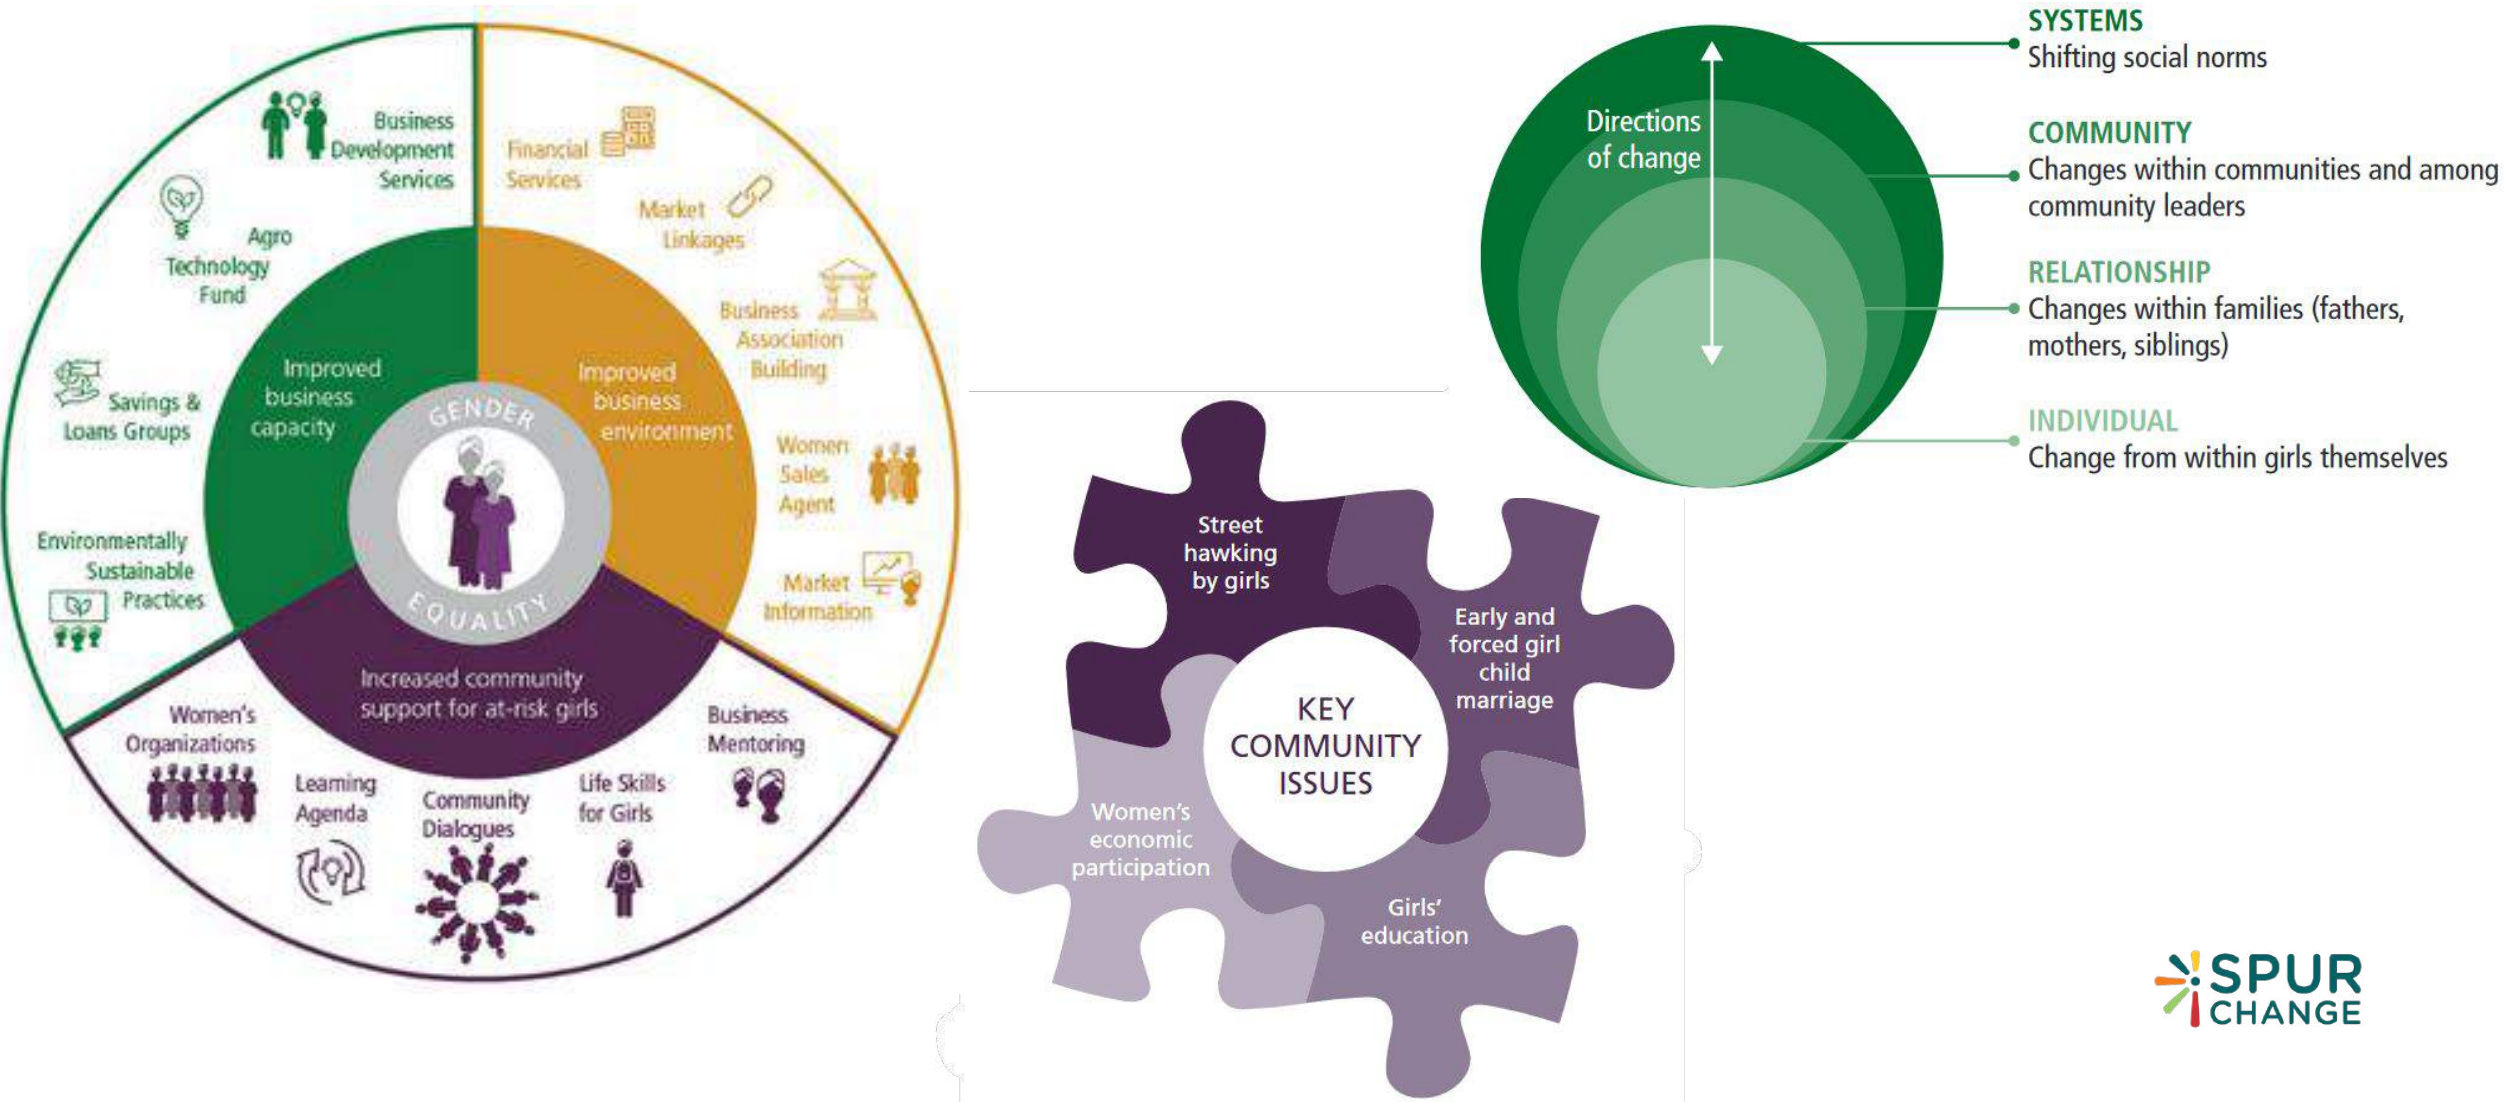 Business
Development
Services
Agro
Technology
Fund
Savings &
Loans Groups
Environmentally
Sustainable
Practices
Improved
business
capacity
Financial
Services
Market
Linkages
Business
Association
Building
Women
Sales
Agent
Market
Information
Improved
business
environment
GENDER
EQUALITY
Increased community
support for at-risk girls
Women's
Organizations
Learning
Agenda
Community
Dialogues
Life Skills
for Girls
Business
Mentoring
Street
hawking
by girls
Early and
forced girl
child
marriage
KEY
COMMUNITY
ISSUES
Women's
economic
participation
Girls'
education
Directions
of change
SYSTEMS
Shifting social norms
COMMUNITY
Changes within communities and among
community leaders
RELATIONSHIP
Changes within families (fathers,
mothers, siblings)
INDIVIDUAL
Change from within girls themselves
SPUR
CHANGE